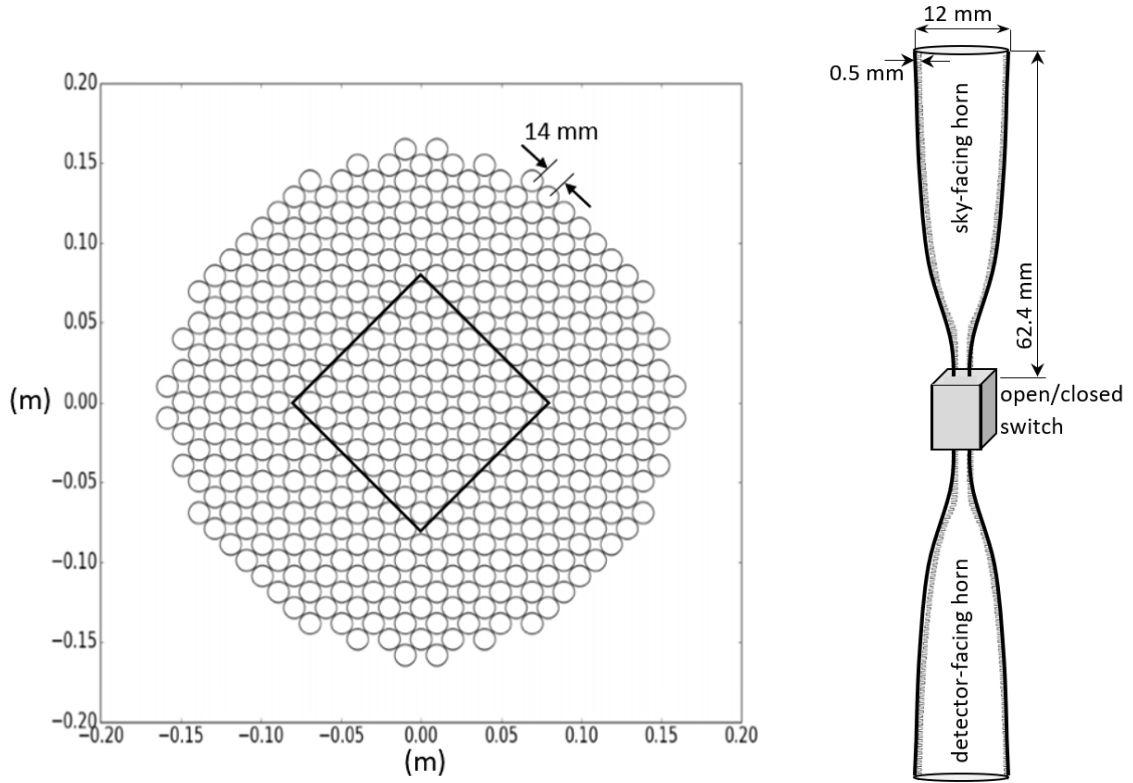 0.20
0.15
0.10
0.05
0.00
−0.05
−0.10
−0.15
−0.20
(m)
−0.20
−0.15
−0.10
−0.05
0.00
0.05
0.10
0.15
0.20
(m)
14 mm
12 mm
0.5 mm
sky-facing horn
62.4 mm
open/closed
switch
detector-facing horn